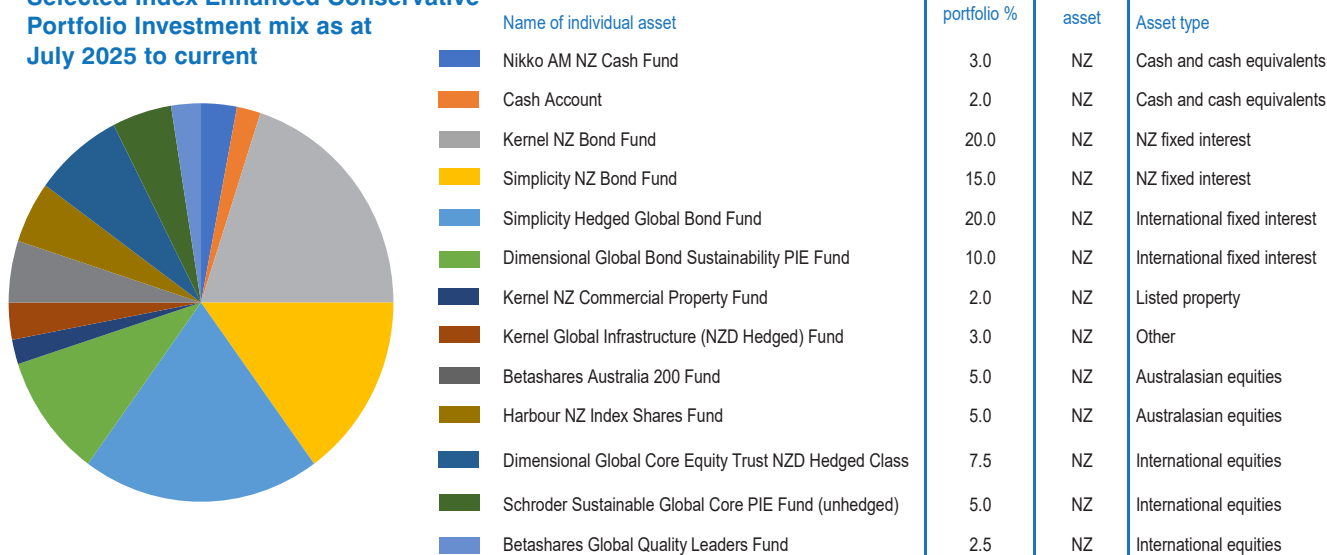 Selected Index Enhanced Conservative
Portfolio Investment mix as at
July 2025 to current
Name of individual asset portfolio % asset Asset type
Nikko AM NZ Cash Fund 3.0 NZ Cash and cash equivalents
Cash Account 2.0 NZ Cash and cash equivalents
Kernel NZ Bond Fund 20.0 NZ NZ fixed interest
Simplicity NZ Bond Fund 15.0 NZ NZ fixed interest
Simplicity Hedged Global Bond Fund 20.0 NZ International fixed interest
Dimensional Global Bond Sustainability PIE Fund 10.0 NZ International fixed interest
Kernel NZ Commercial Property Fund 2.0 NZ Listed property
Kernel Global Infrastructure (NZD Hedged) Fund 3.0 NZ Other
Betashares Australia 200 Fund 5.0 NZ Australasian equities
Harbour NZ Index Shares Fund 5.0 NZ Australasian equities
Dimensional Global Core Equity Trust NZD Hedged Class 7.5 NZ International equities
Schroder Sustainable Global Core PIE Fund (unhedged) 5.0 NZ International equities
Betashares Global Quality Leaders Fund 2.5 NZ International equities